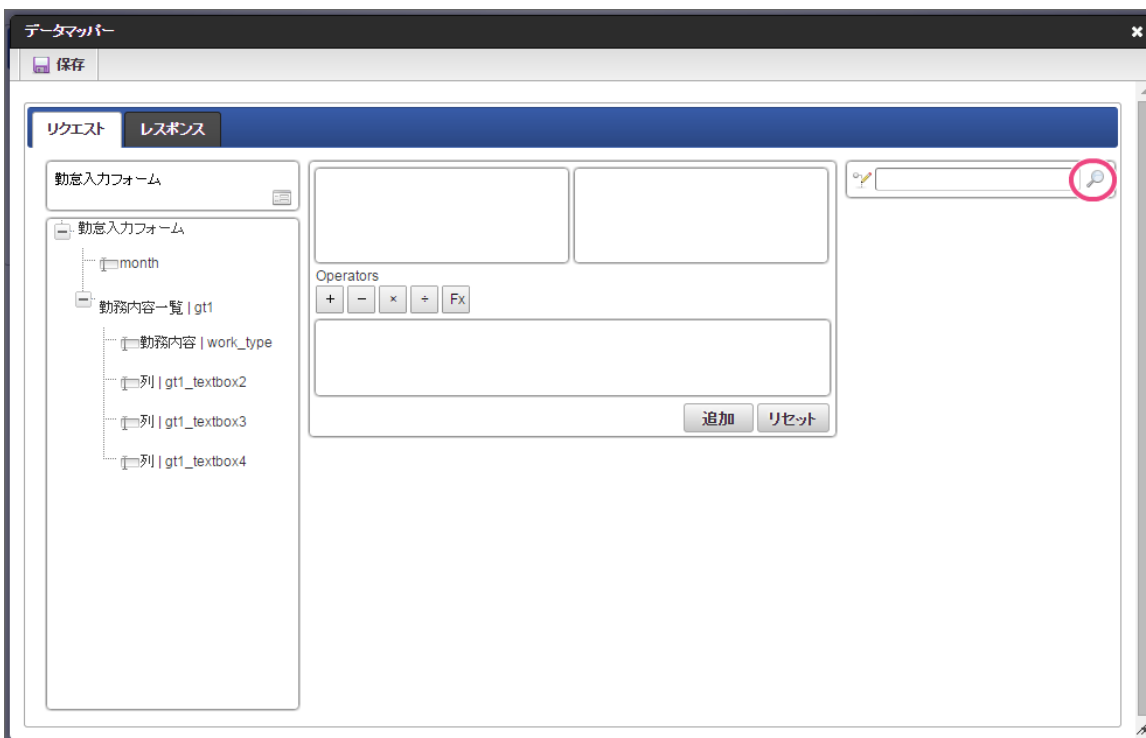 データマッパー
保存
リクエスト レスポンス
勤怠入力フォーム
勤怠入力フォーム
month
勤務内容一覧 | gt1
勤務内容 | work_type
列 | gt1_textbox2
列 | gt1_textbox3
列 | gt1_textbox4
Operators
+ − × ÷ Fx
追加 リセット